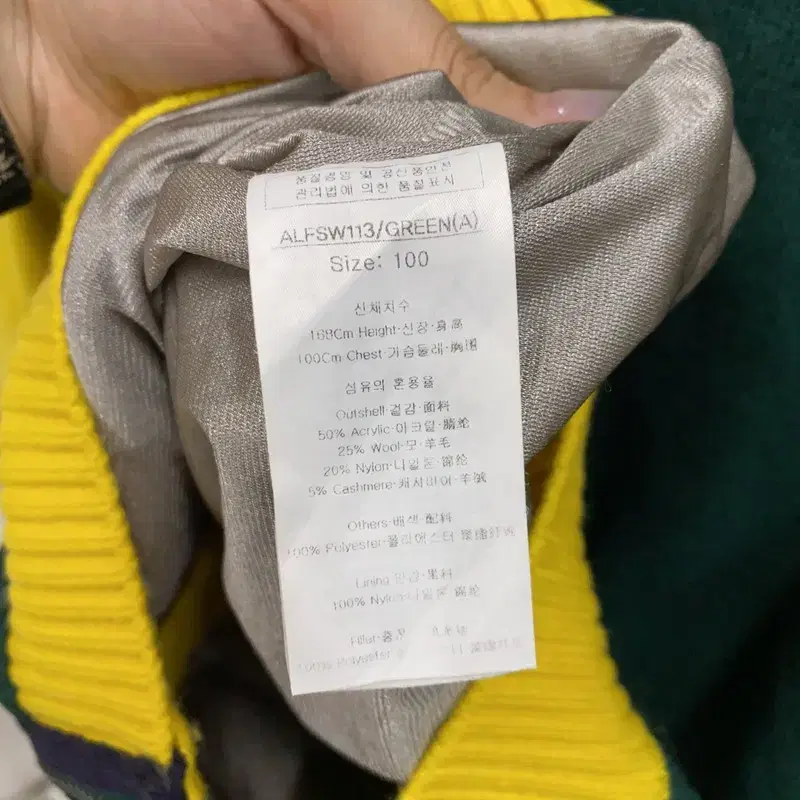 품질경영 및 공산품안전
관리법에 의한 품질표시
ALFSW113/GREEN(A)
Size: 100
신체치수
168Cm Height·신장·身高
100Cm Chest·가슴둘레·胸围
섬유의 혼용율
Outshell·겉감·面料
50% Acrylic·아크릴·腈纶
25% Wool·모·羊毛
20% Nylon·나일론·锦纶
5% Cashmere·캐시미어·羊绒
Others·배색·配料
100% Polyester·폴리에스터
Lining 안감·里料
100% Nylon·나일론·锦纶
100% Polyester